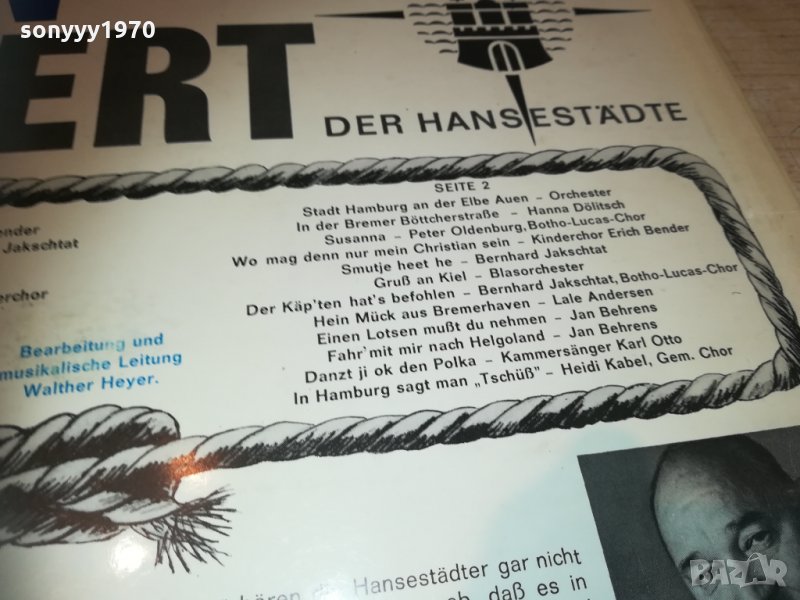 sonyyy1970
ERT
DER HANSESTÄDTE
SEITE 2
Stadt Hamburg an der Elbe Auen – Orchester
In der Bremer Böttcherstraße – Hanna Dölitsch
Susanna – Peter Oldenburg, Botho-Lucas-Chor
Wo mag denn nur mein Christian sein – Kinderchor Erich Bender
Smutje heet he – Bernhard Jakschtat
Gruß an Kiel – Blasorchester
Der Käp'ten hat's befohlen – Bernhard Jakschtat, Botho-Lucas-Chor
Hein Mück aus Bremerhaven – Lale Andersen
Einen Lotsen mußt du nehmen – Jan Behrens
Fahr' mit mir nach Helgoland – Jan Behrens
Danzt ji ok den Polka – Kammersänger Karl Otto
In Hamburg sagt man „Tschüß" – Heidi Kabel, Gem. Chor
ender
Jakschtat
erchor
Bearbeitung und
musikalische Leitung
Walther Heyer.
Hansestädter gar nicht
daß es in
BAZAR